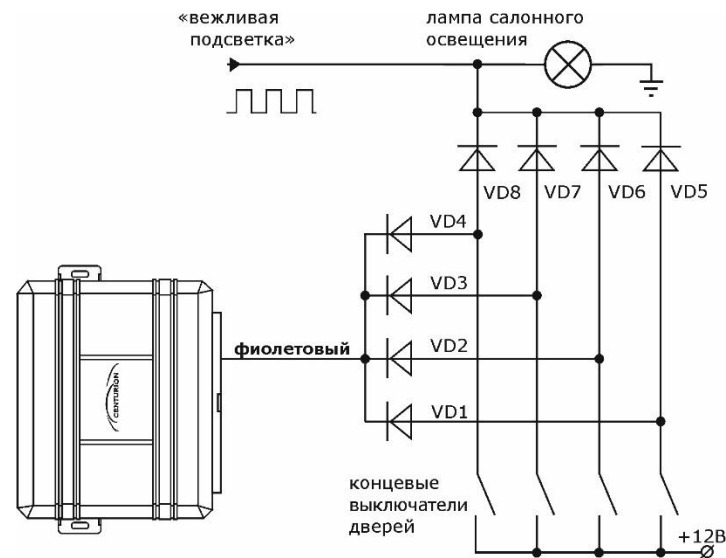 «вежливая
подсветка»
лампа салонного
освещения
VD8
VD7
VD6
VD5
VD4
VD3
фиолетовый
VD2
VD1
CENTURION
концевые
выключатели
дверей
+12В